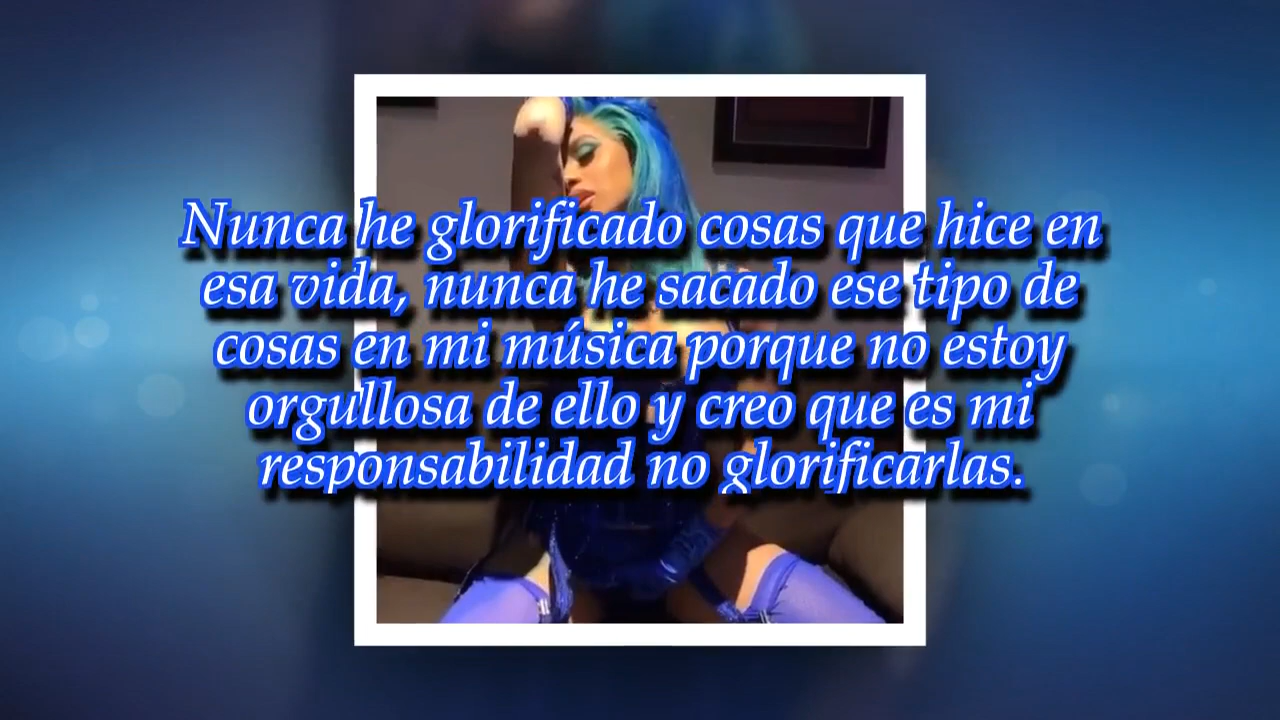 Nunca he glorificado cosas que hice en
esa vida, nunca he sacado ese tipo de
cosas en mi música porque no estoy
orgullosa de ello y creo que es mi
responsabilidad no glorificarlas.